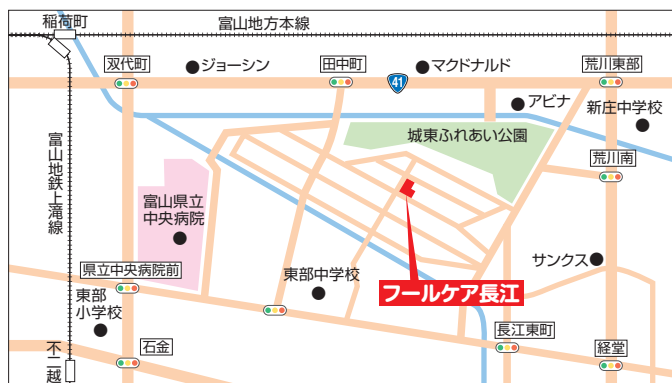 稲荷町
富山地方本線
双代町
ジョーシン
田中町
マクドナルド
荒川東部
41
アピナ
新庄中学校
城東ふれあい公園
富山地鉄上滝線
荒川南
富山県立
中央病院
サンクス
県立中央病院前
東部中学校
フールケア長江
東部
小学校
長江東町
石金
経堂
不二越